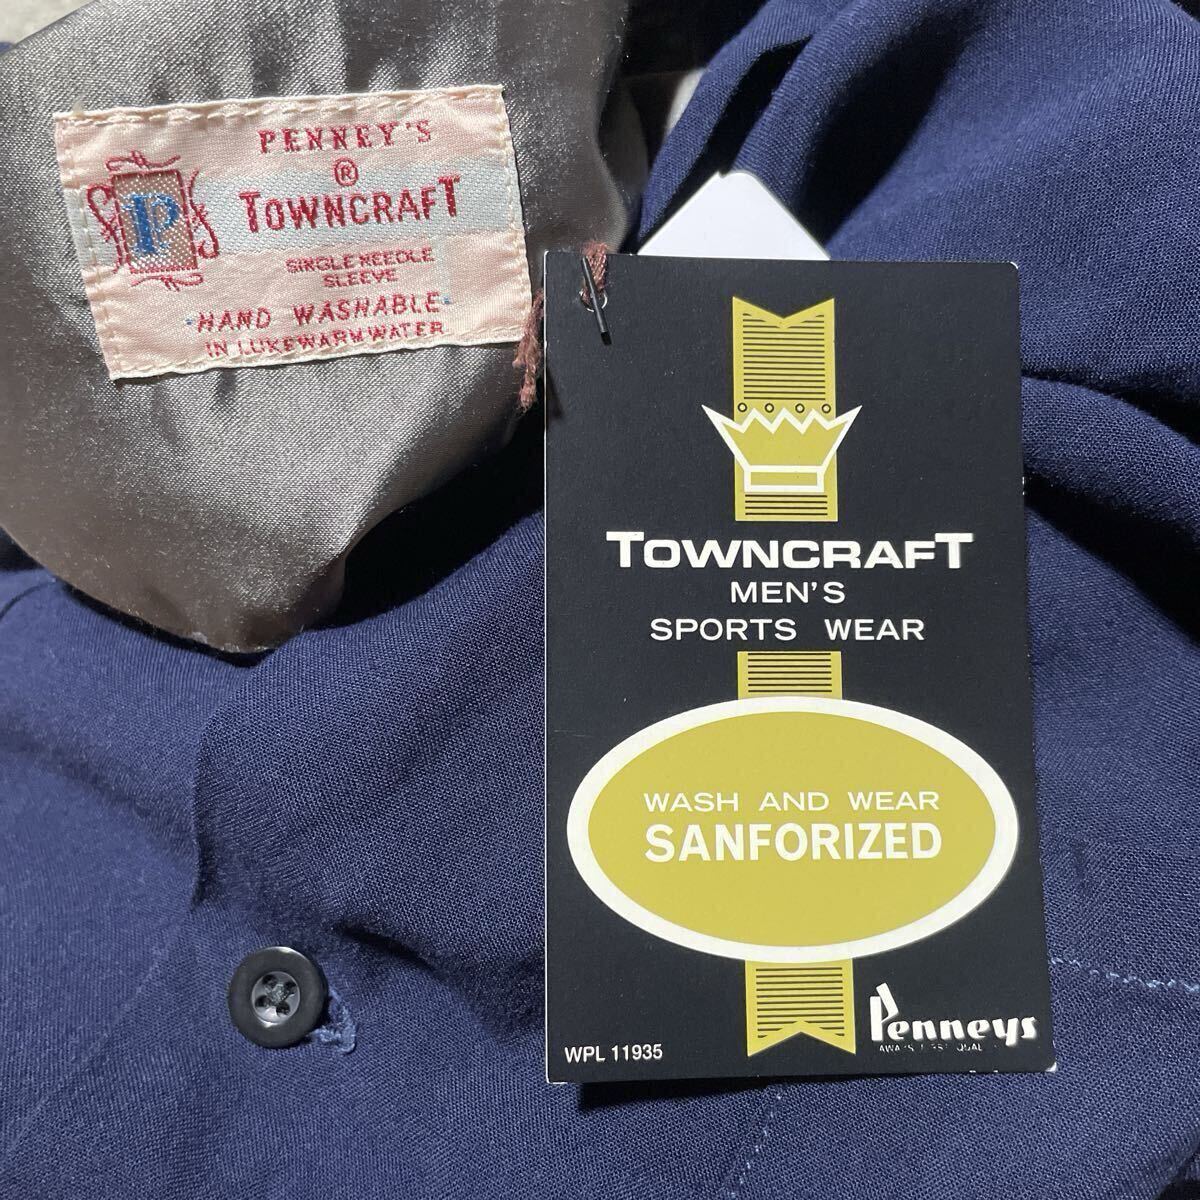 PENNEY'S
®
TOWNCRAFT
P
SINGLE NEEDLE
SLEEVE
·HAND WASHABLE·
IN LUKEWARM WATER
TOWNCRAFT
MEN'S
SPORTS WEAR
WASH AND WEAR
SANFORIZED
Penneys
WPL 11935